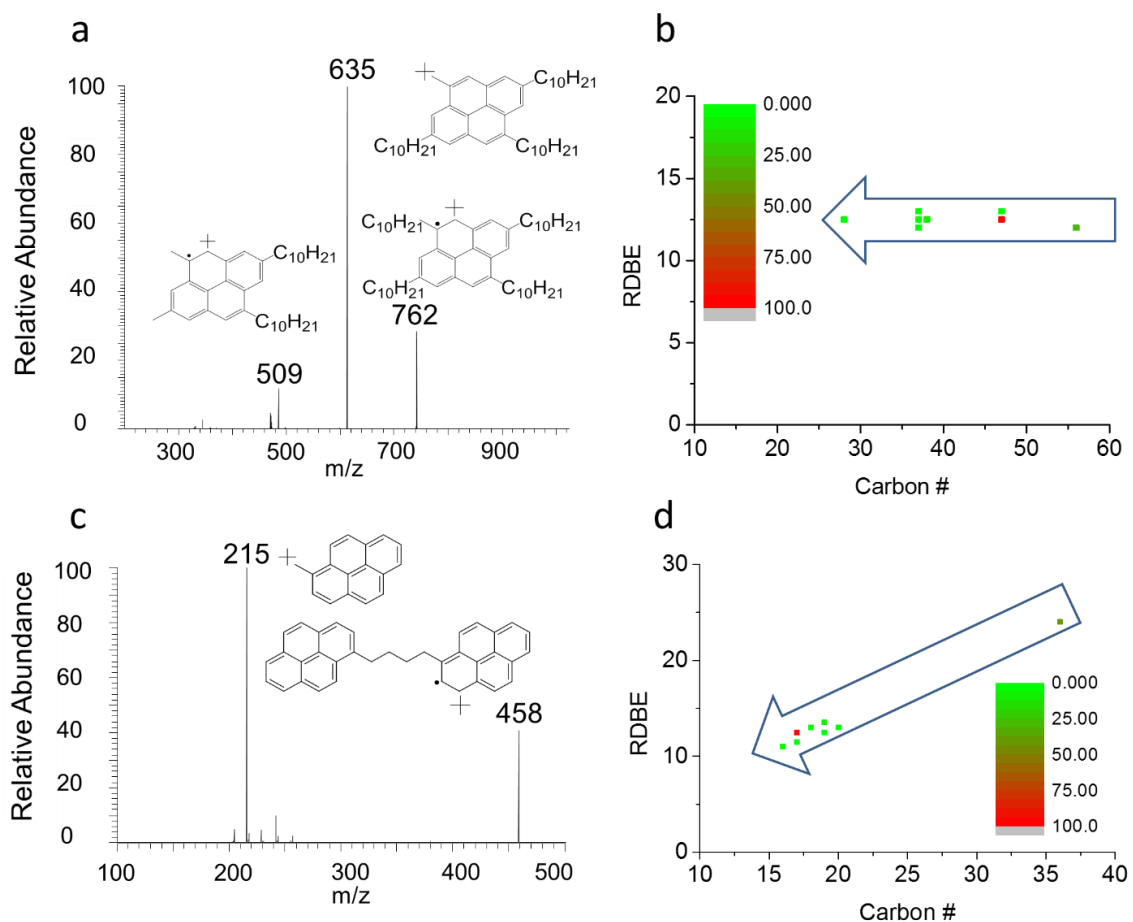 a
Relative Abundance
100
80
60
40
20
0
635
762
509
C10H21
C10H21
C10H21
C10H21
C10H21
C10H21
C10H21
C10H21
C10H21
300
500
700
900
m/z
b
RDBE
20
15
10
5
0
0.000
25.00
50.00
75.00
100.0
10
20
30
40
50
60
Carbon #
c
Relative Abundance
100
80
60
40
20
0
215
458
100
200
300
400
500
m/z
d
RDBE
30
20
10
0
0.000
25.00
50.00
75.00
100.0
10
15
20
25
30
35
40
Carbon #